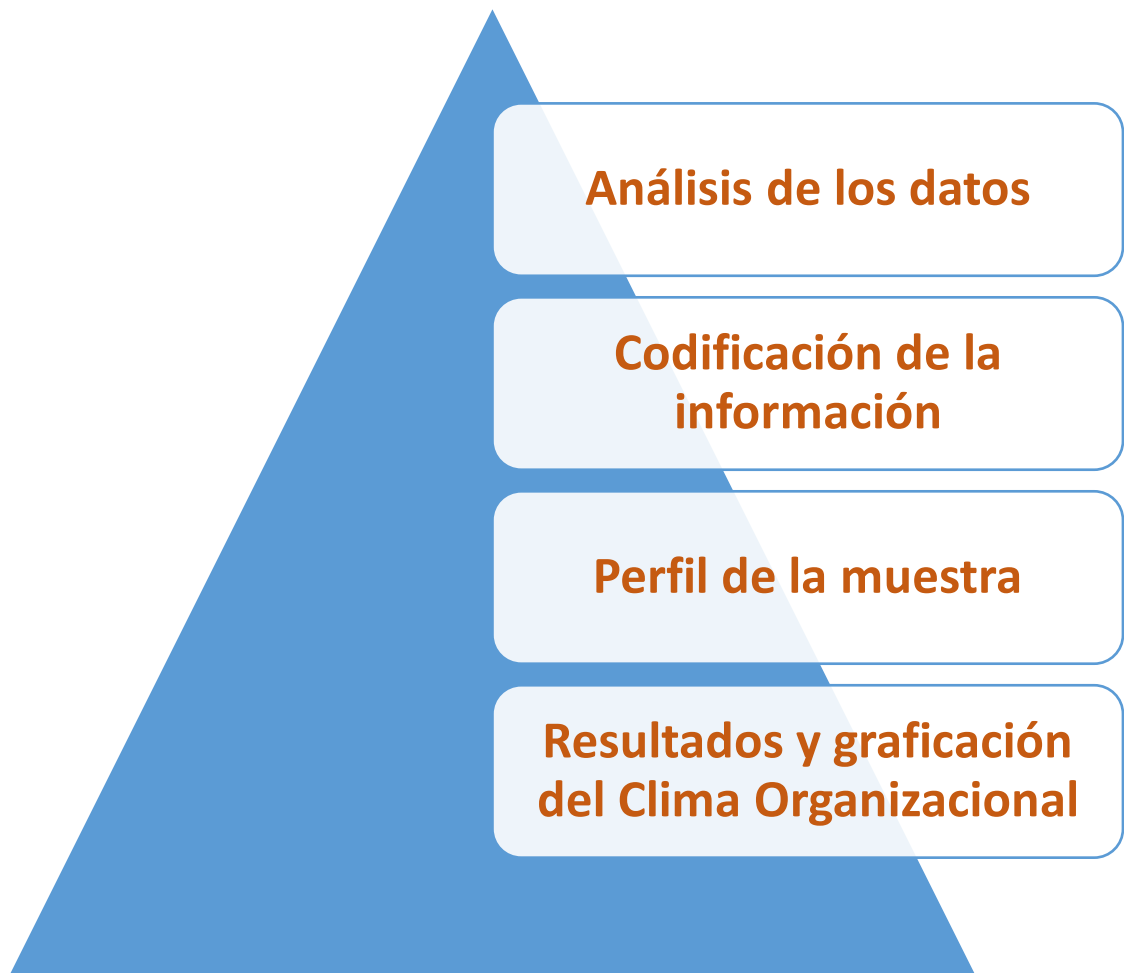 Análisis de los datos
Codificación de la
información
Perfil de la muestra
Resultados y graficación
del Clima Organizacional